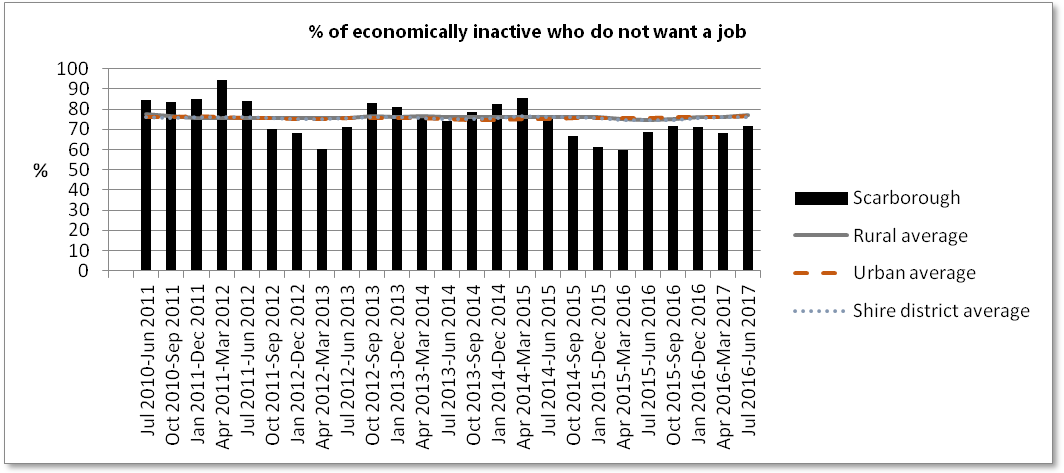 % of economically inactive who do not want a job
100
90
80
70
60
50
40
30
20
10
0
%
Jul 2010-Jun 2011
Oct 2010-Sep 2011
Jan 2011-Dec 2011
Apr 2011-Mar 2012
Jul 2011-Jun 2012
Oct 2011-Sep 2012
Jan 2012-Dec 2012
Apr 2012-Mar 2013
Jul 2012-Jun 2013
Oct 2012-Sep 2013
Jan 2013-Dec 2013
Apr 2013-Mar 2014
Jul 2013-Jun 2014
Oct 2013-Sep 2014
Jan 2014-Dec 2014
Apr 2014-Mar 2015
Jul 2014-Jun 2015
Oct 2014-Sep 2015
Jan 2015-Dec 2015
Apr 2015-Mar 2016
Jul 2015-Jun 2016
Oct 2015-Sep 2016
Jan 2016-Dec 2016
Apr 2016-Mar 2017
Jul 2016-Jun 2017
Scarborough
Rural average
Urban average
Shire district average